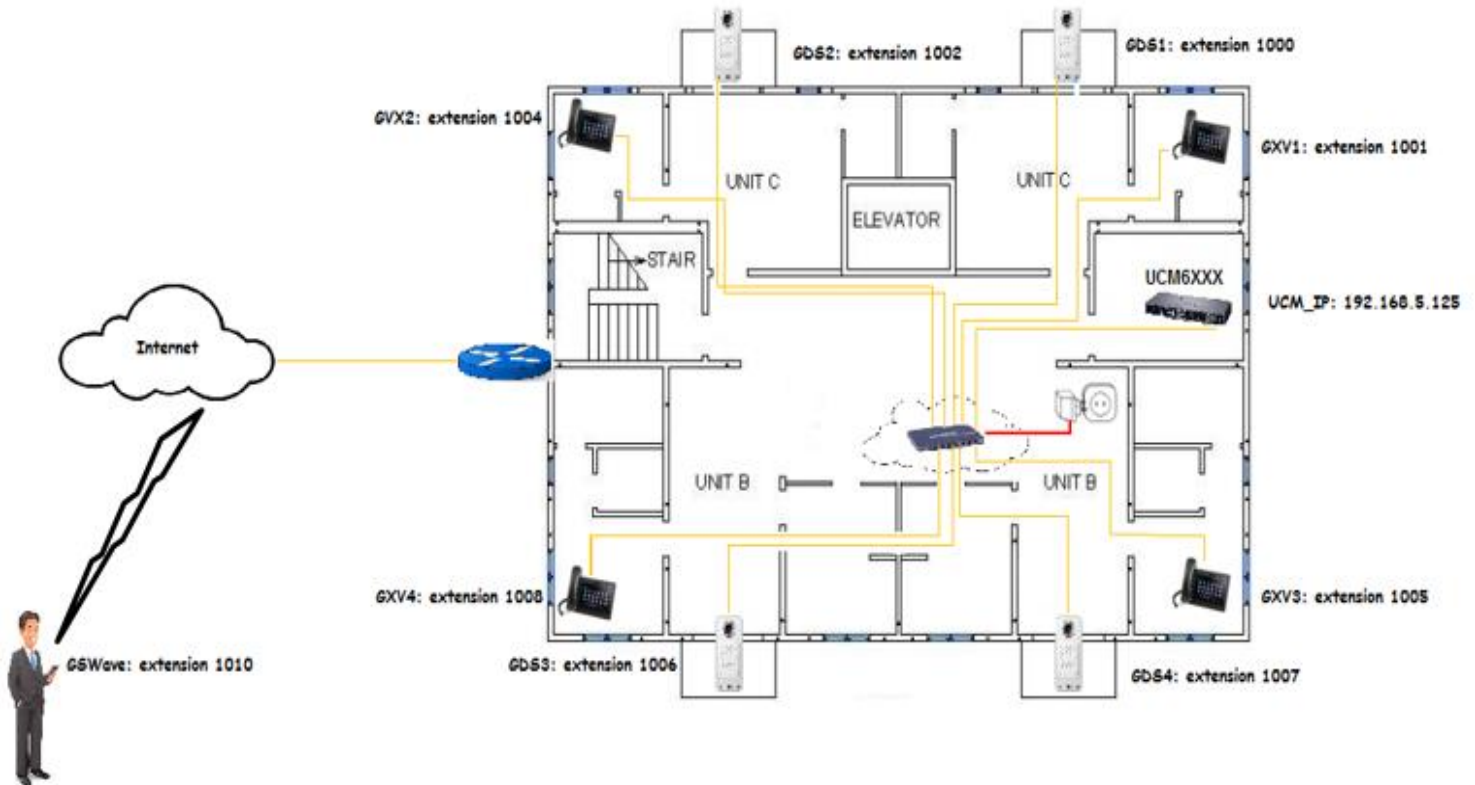 GDS2: extension 1002
GDS1: extension 1000
GVX2: extension 1004
GXV1: extension 1001
UNIT C
UNIT C
ELEVATOR
STAIR
UCM6XXX
UCM_IP: 192.168.5.125
Internet
UNIT B
UNIT B
GXV4: extension 1008
GXV3: extension 1005
GSWave: extension 1010
GDS3: extension 1006
GDS4: extension 1007